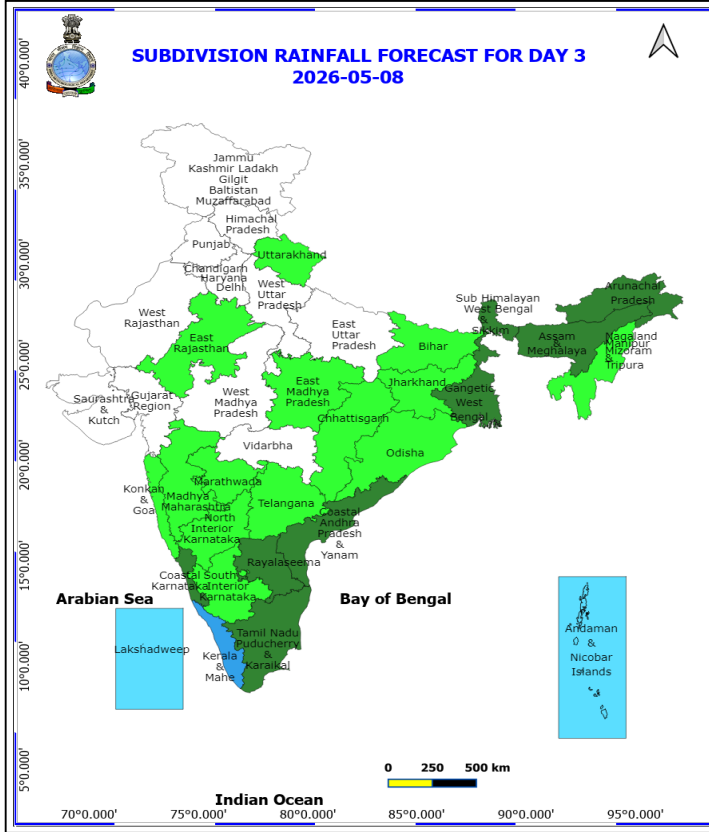 SUBDIVISION RAINFALL FORECAST FOR DAY 3
2026-05-08
40°0.000'
35°0.000'
30°0.000'
25°0.000'
20°0.000'
15°0.000'
10°0.000'
5°0.000'
Jammu
Kashmir Ladakh
Gilgit
Baltistan
Muzaffarabad
Himachal
Pradesh
Punjab
Uttarakhand
Chandigarh
Haryana
Delhi
West
Uttar
Pradesh
West
Rajasthan
East
Rajasthan
East
Uttar
Pradesh
Sub Himalayan
West Bengal
&
Sikkim
Arunachal
Pradesh
Assam
&
Meghalaya
Nagaland
Manipur
Mizoram
&
Tripura
Bihar
Jharkhand
Gangetic
West
Bengal
Saurashtra
&
Kutch
Gujarat
Region
West
Madhya
Pradesh
East
Madhya
Pradesh
Chhattisgarh
Odisha
Vidarbha
Konkan
&
Goa
Madhya
Maharashtra
Marathwada
Telangana
North
Interior
Karnataka
Coastal
Andhra
Pradesh
&
Yanam
Rayalaseema
Coastal
Karnataka
South
Interior
Karnataka
Arabian Sea
Bay of Bengal
Lakshadweep
Kerala
&
Mahe
Tamil Nadu
Puducherry
&
Karaikal
Andaman
&
Nicobar
Islands
0 250 500 km
Indian Ocean
70°0.000' 75°0.000' 80°0.000' 85°0.000' 90°0.000' 95°0.000'